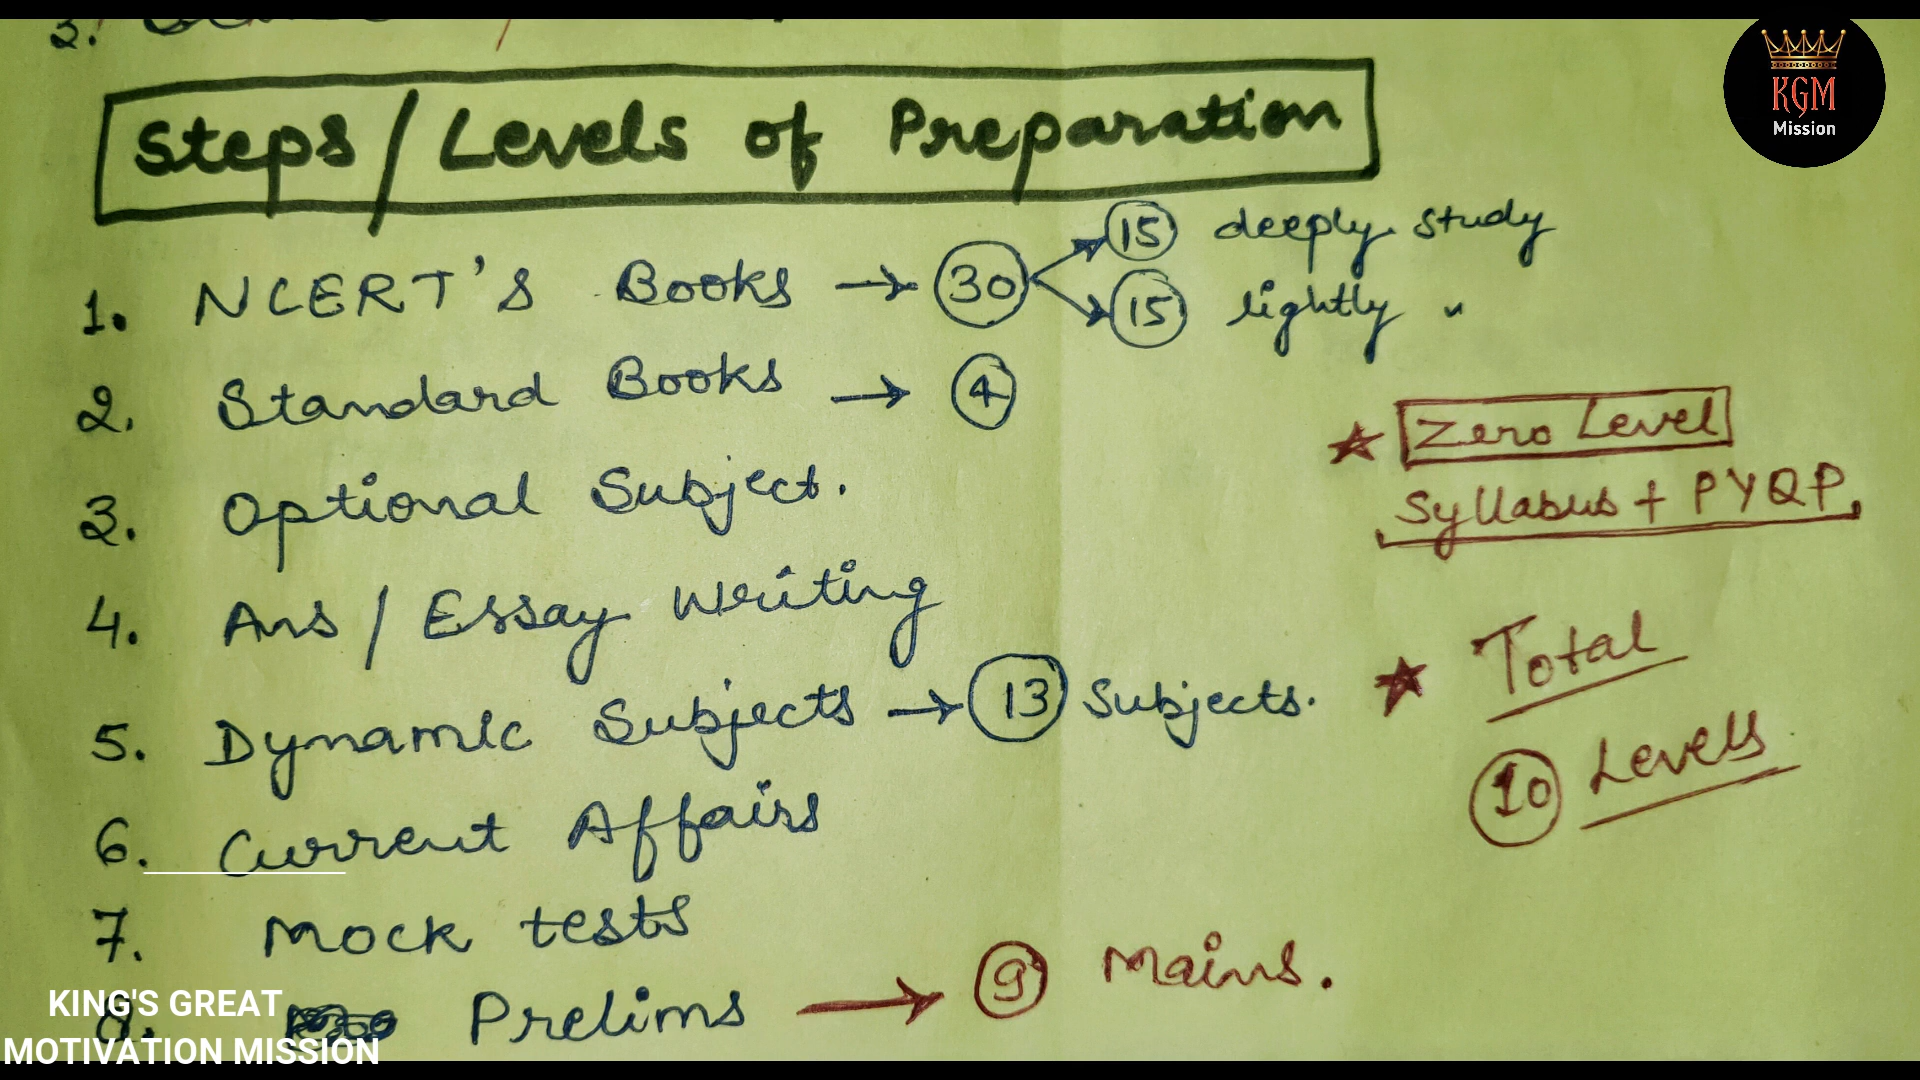 Steps / Levels of Preparation
1. NCERT's Books → 30
15 deeply study
15 lightly "
2. Standard Books → 4
3. Optional Subject.
4. Ans / Essay Writing
5. Dynamic Subjects → 13 Subjects.
6. Current Affairs
7. Mock tests
8. Prelims → 9 Mains.
★ Zero Level
Syllabus + PYQP
★ Total
10 Levels
KGM
Mission
KING'S GREAT
MOTIVATION MISSION